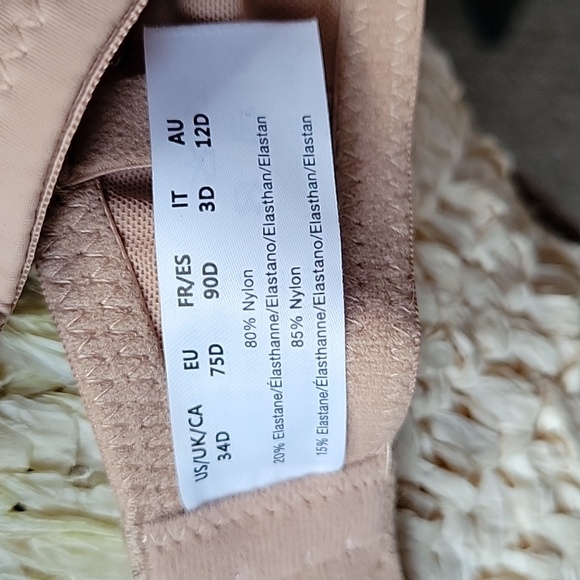 US/UK/CA EU FR/ES IT AU
34D 75D 90D 3D 12D
80% Nylon
20% Elastane/Élasthanne/Elastano/Elasthan/Elastan
85% Nylon
15% Elastane/Élasthanne/Elastano/Elasthan/Elastan